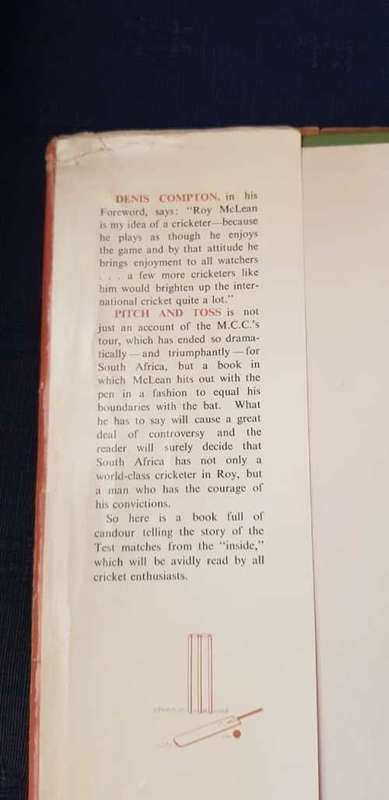 DENIS COMPTON, in his
Foreword, says: "Roy McLean
is my idea of a cricketer—because
he plays as though he enjoys
the game and by that attitude he
brings enjoyment to all watchers
. . . a few more cricketers like
him would brighten up the inter-
national cricket quite a lot."
PITCH AND TOSS is not
just an account of the M.C.C.'s
tour, which has ended so drama-
tically—and triumphantly—for
South Africa, but a book in
which McLean hits out with the
pen in a fashion to equal his
boundaries with the bat. What
he has to say will cause a great
deal of controversy and the
reader will surely decide that
South Africa has not only a
world-class cricketer in Roy, but
a man who has the courage of
his convictions.
So here is a book full of
candour telling the story of the
Test matches from the "inside,"
which will be avidly read by all
cricket enthusiasts.